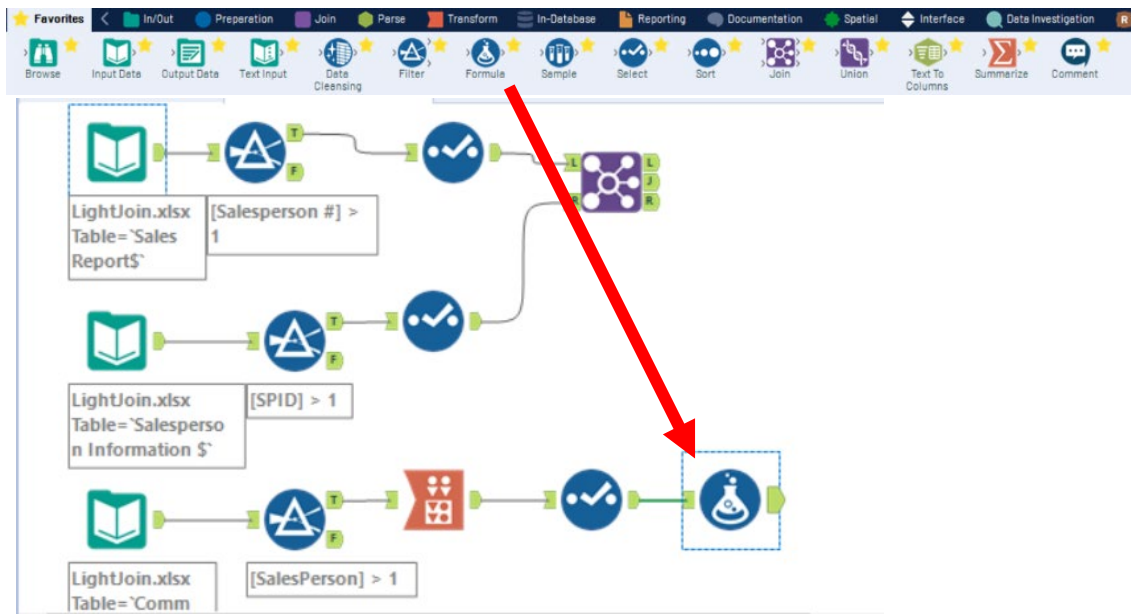 Favorites In/Out Preparation Join Parse Transform In-Database Reporting Documentation Spatial Interface Data Investigation R
Browse Input Data Output Data Text Input Data Cleansing Filter Formula Sample Select Sort Join Union Text To Columns Summarize Comment
T
F
L
R
L
J
R
LightJoin.xlsx
Table=`Sales
Report$`
[Salesperson #] >
1
T
F
LightJoin.xlsx
Table=`Salesperso
n Information $`
[SPID] > 1
T
F
LightJoin.xlsx
Table=`Comm
[SalesPerson] > 1